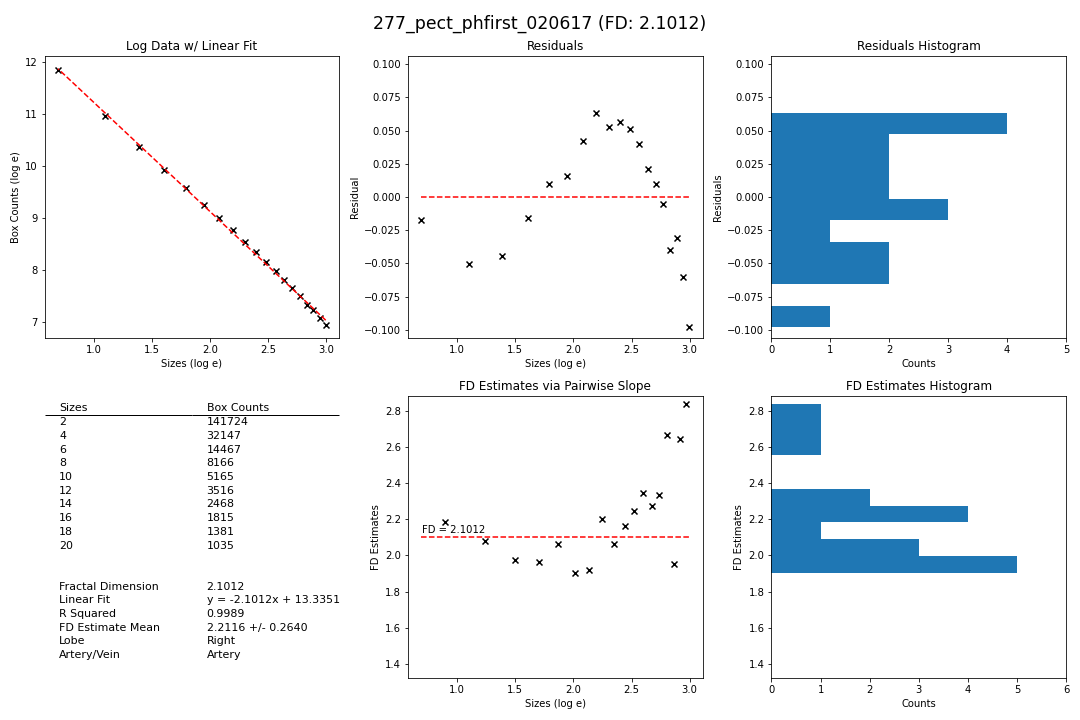 277_pect_phfirst_020617 (FD: 2.1012)
Log Data w/ Linear Fit
12
11
10
9
8
7
Box Counts (log e)
1.0 1.5 2.0 2.5 3.0
Sizes (log e)
Residuals
0.100
0.075
0.050
0.025
0.000
−0.025
−0.050
−0.075
−0.100
Residual
1.0 1.5 2.0 2.5 3.0
Sizes (log e)
Residuals Histogram
0.100
0.075
0.050
0.025
0.000
−0.025
−0.050
−0.075
−0.100
Residuals
0 1 2 3 4 5
Counts
Sizes Box Counts
2 141724
4 32147
6 14467
8 8166
10 5165
12 3516
14 2468
16 1815
18 1381
20 1035
Fractal Dimension 2.1012
Linear Fit y = -2.1012x + 13.3351
R Squared 0.9989
FD Estimate Mean 2.2116 +/- 0.2640
Lobe Right
Artery/Vein Artery
FD Estimates via Pairwise Slope
2.8
2.6
2.4
2.2
2.0
1.8
1.6
1.4
FD Estimates
FD = 2.1012
1.0 1.5 2.0 2.5 3.0
Sizes (log e)
FD Estimates Histogram
2.8
2.6
2.4
2.2
2.0
1.8
1.6
1.4
FD Estimates
0 1 2 3 4 5 6
Counts